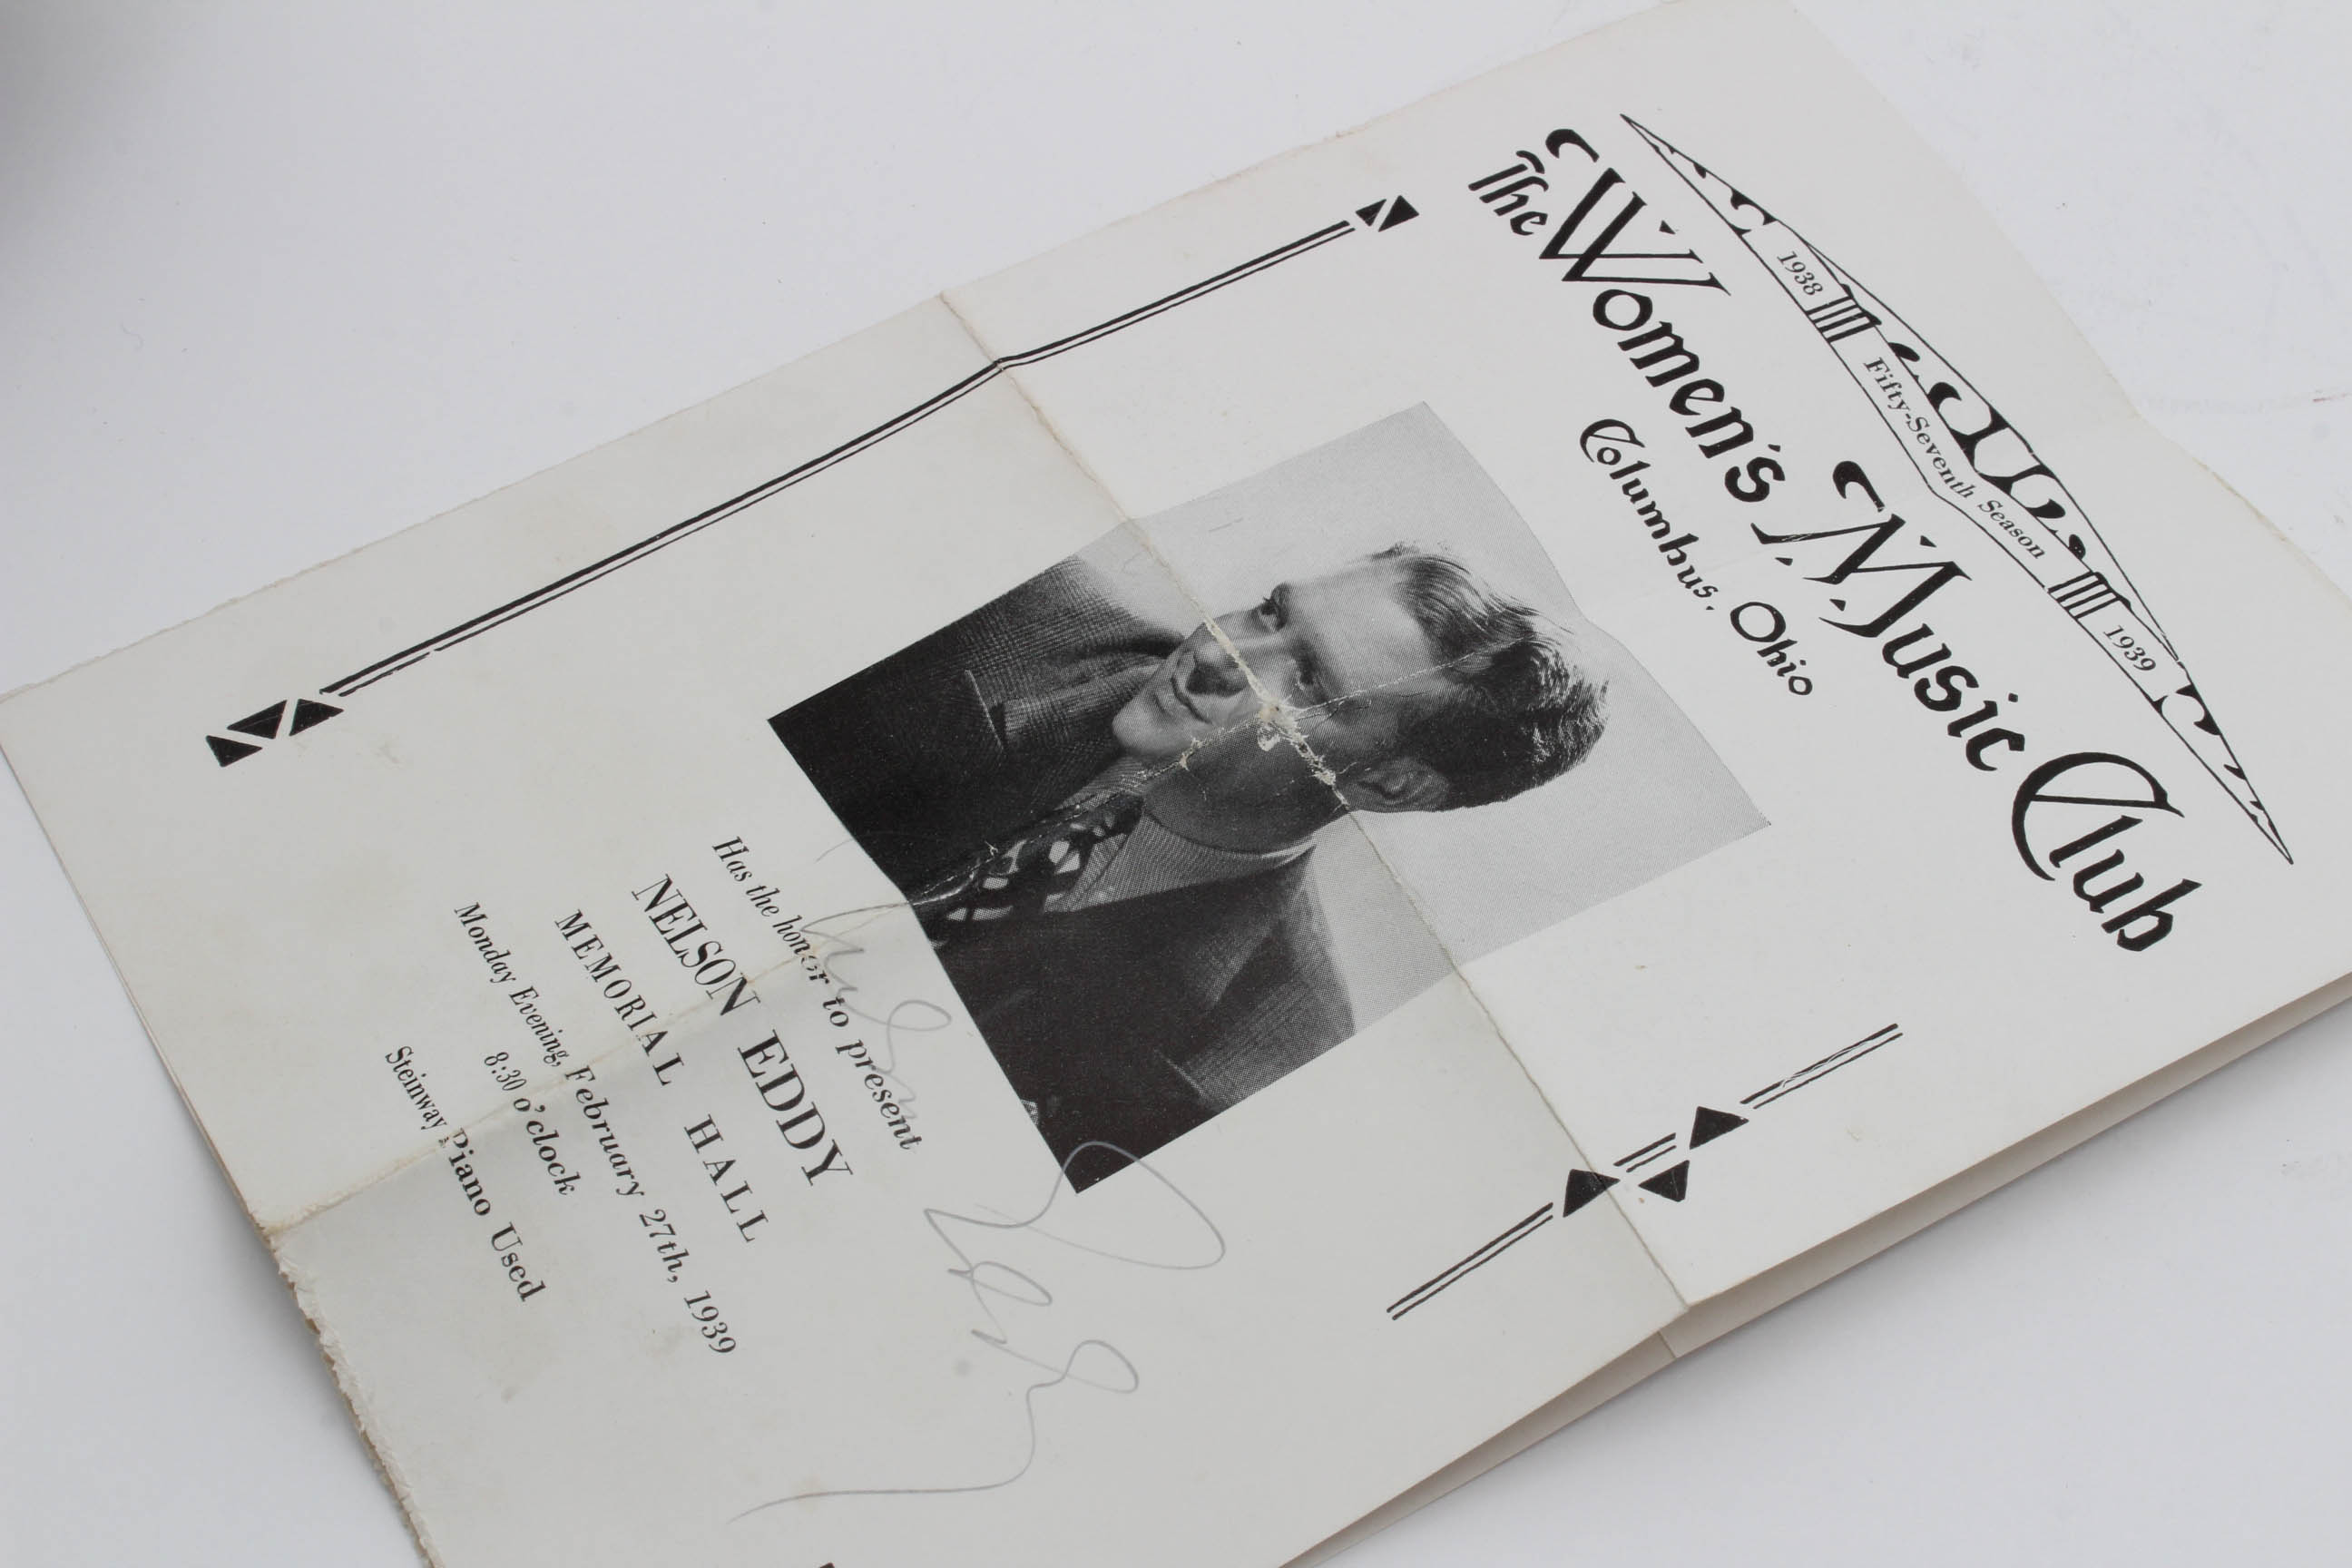 1938 Fifty-Seventh Season 1939
The Women's Music Club
Columbus, Ohio
Has the honor to present
NELSON EDDY
MEMORIAL HALL
Monday Evening, February 27th, 1939
8:30 o'clock
Steinway Piano Used